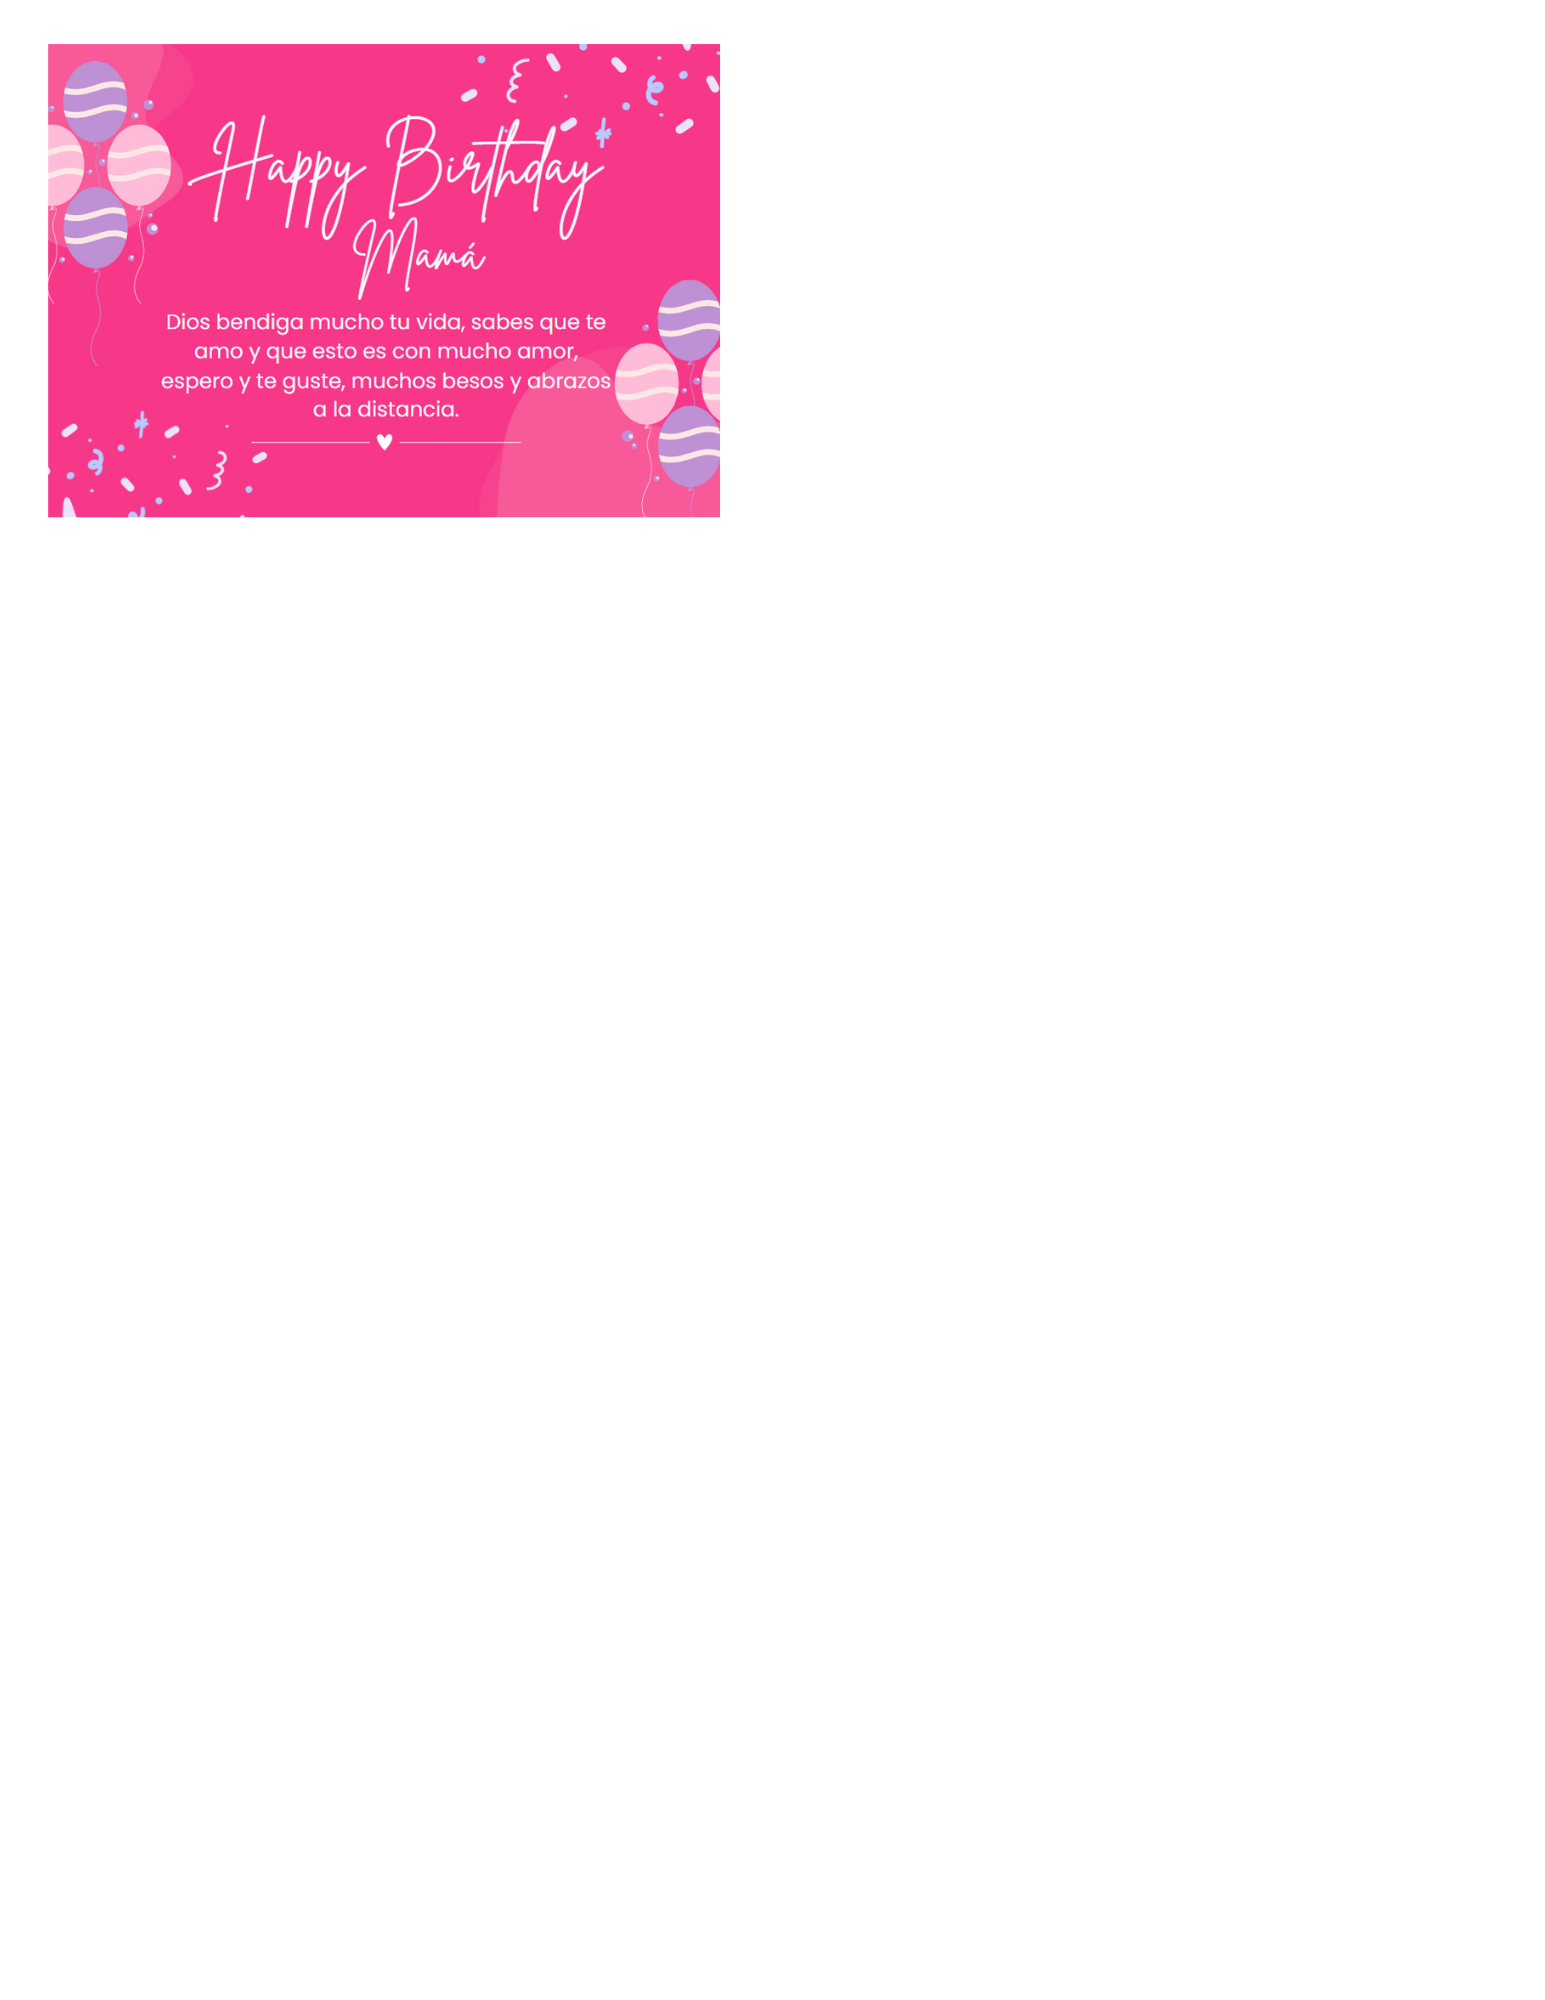 Happy Birthday
Mamá
Dios bendiga mucho tu vida, sabes que te
amo y que esto es con mucho amor,
espero y te guste, muchos besos y abrazos
a la distancia.